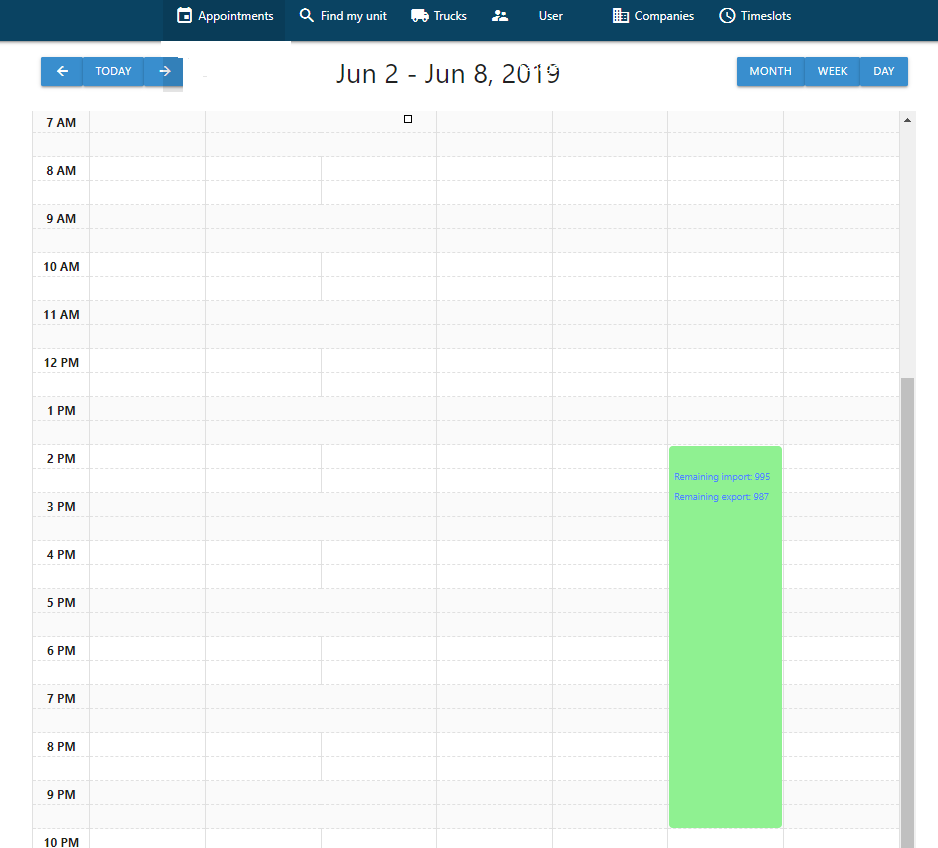 Appointments Find my unit Trucks User Companies Timeslots
TODAY Jun 2 - Jun 8, 2019 MONTH WEEK DAY
7 AM
8 AM
9 AM
10 AM
11 AM
12 PM
1 PM
2 PM
Remaining import: 995
Remaining export: 987
3 PM
4 PM
5 PM
6 PM
7 PM
8 PM
9 PM
10 PM